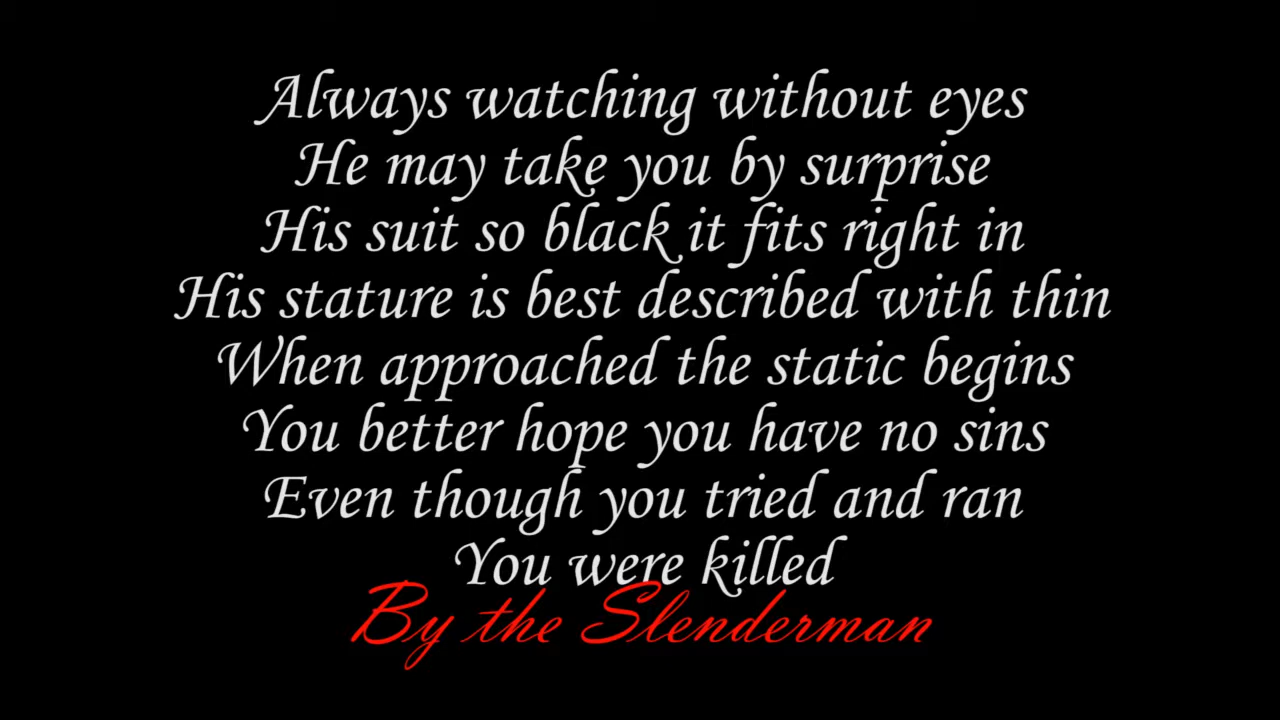 Always watching without eyes
He may take you by surprise
His suit so black it fits right in
His stature is best described with thin
When approached the static begins
You better hope you have no sins
Even though you tried and ran
You were killed
By the Slenderman